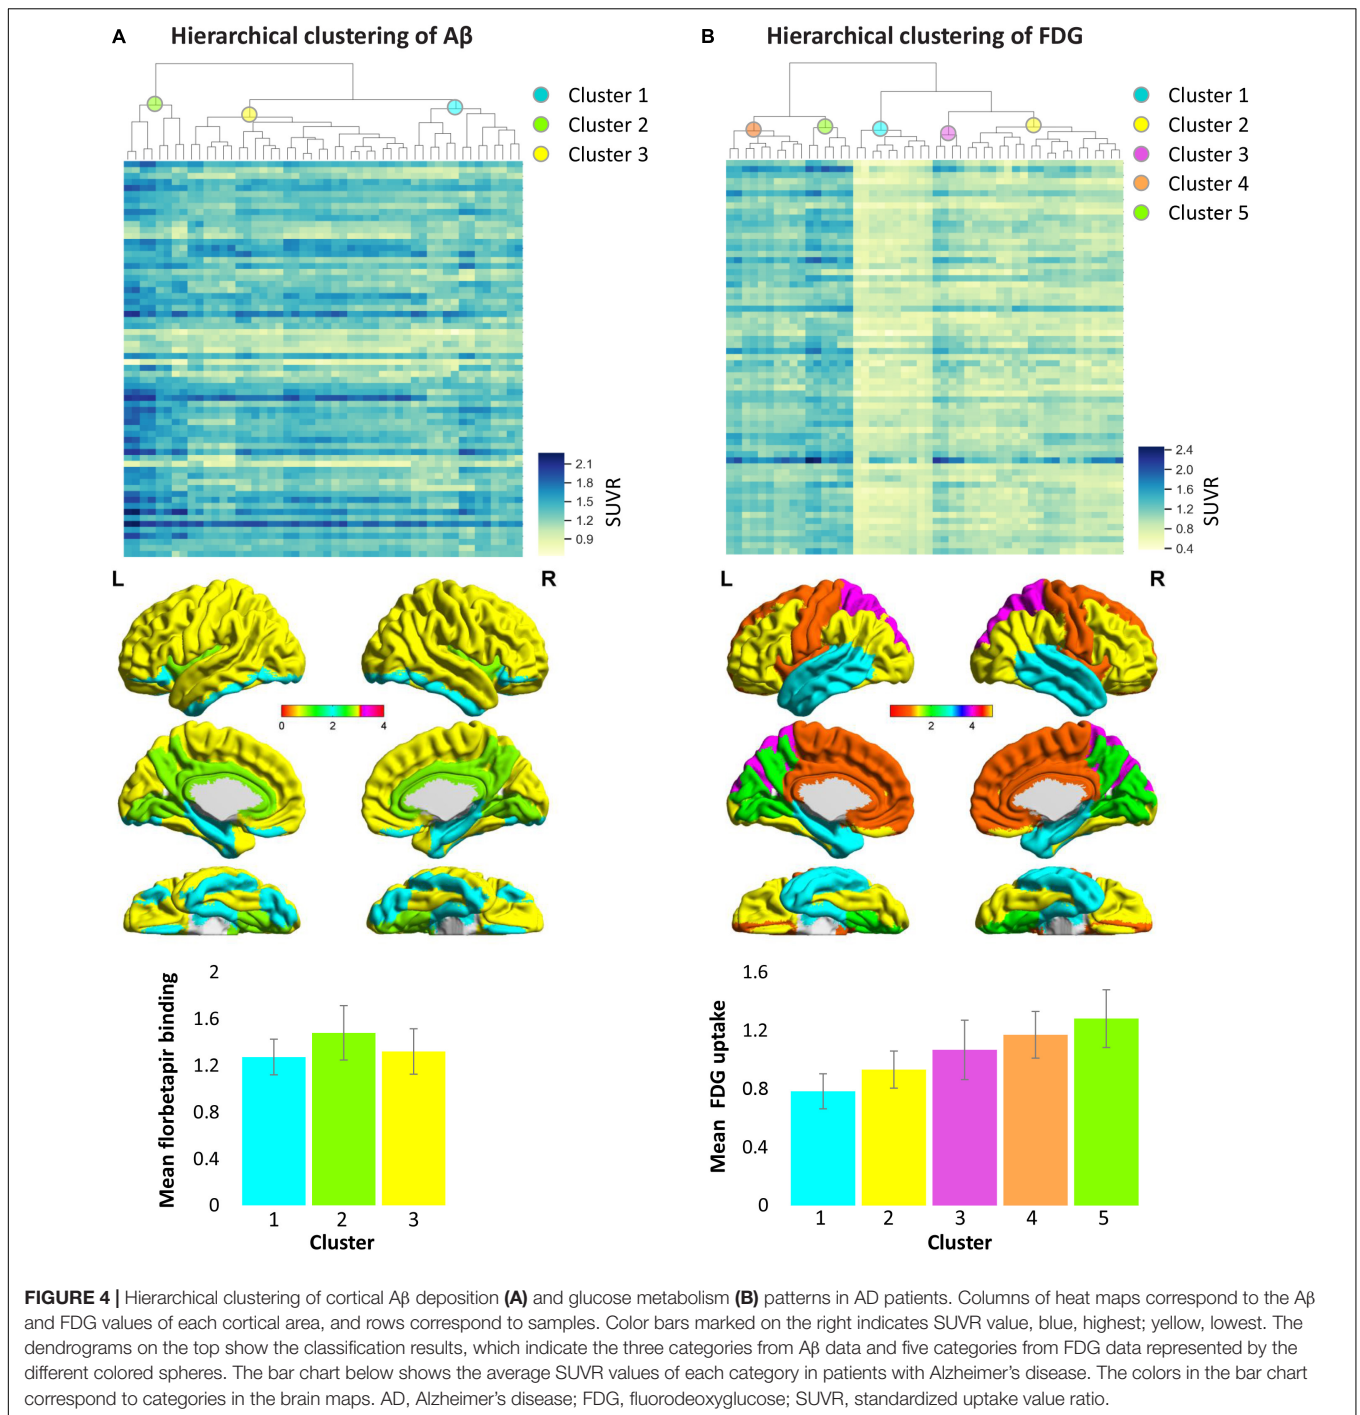 A
Hierarchical clustering of Aβ
Cluster 1
Cluster 2
Cluster 3
2.1
1.8
1.5
1.2
0.9
SUVR
B
Hierarchical clustering of FDG
Cluster 1
Cluster 2
Cluster 3
Cluster 4
Cluster 5
2.4
2.0
1.6
1.2
0.8
0.4
SUVR
L
R
0
2
4
L
R
2
4
Mean florbetapir binding
2
1.6
1.2
0.8
0.4
0
1
2
3
Cluster
Mean FDG uptake
1.6
1.2
0.8
0.4
0
1
2
3
4
5
Cluster
FIGURE 4 | Hierarchical clustering of cortical Aβ deposition (A) and glucose metabolism (B) patterns in AD patients. Columns of heat maps correspond to the Aβ
and FDG values of each cortical area, and rows correspond to samples. Color bars marked on the right indicates SUVR value, blue, highest; yellow, lowest. The
dendrograms on the top show the classification results, which indicate the three categories from Aβ data and five categories from FDG data represented by the
different colored spheres. The bar chart below shows the average SUVR values of each category in patients with Alzheimer's disease. The colors in the bar chart
correspond to categories in the brain maps. AD, Alzheimer's disease; FDG, fluorodeoxyglucose; SUVR, standardized uptake value ratio.